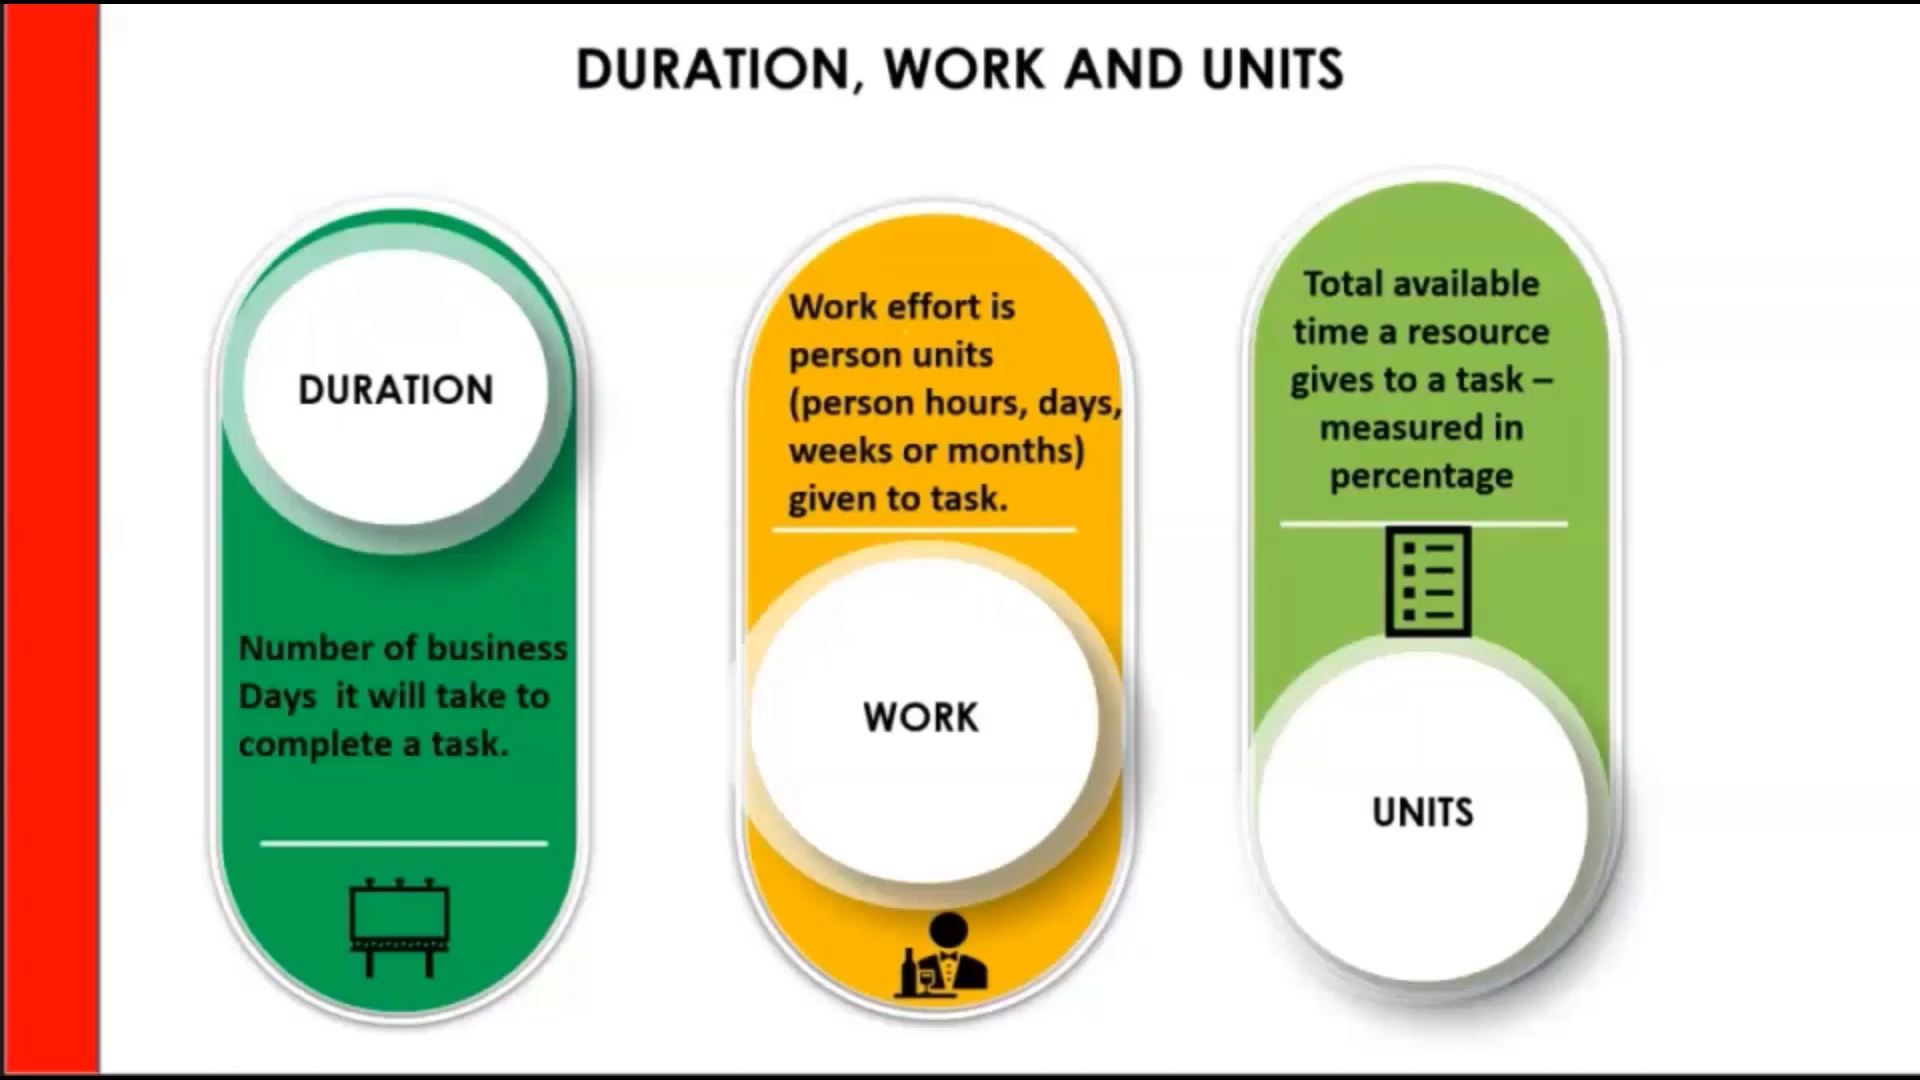 DURATION, WORK AND UNITS
DURATION
Number of business
Days it will take to
complete a task.
Work effort is
person units
(person hours, days,
weeks or months)
given to task.
WORK
Total available
time a resource
gives to a task –
measured in
percentage
UNITS